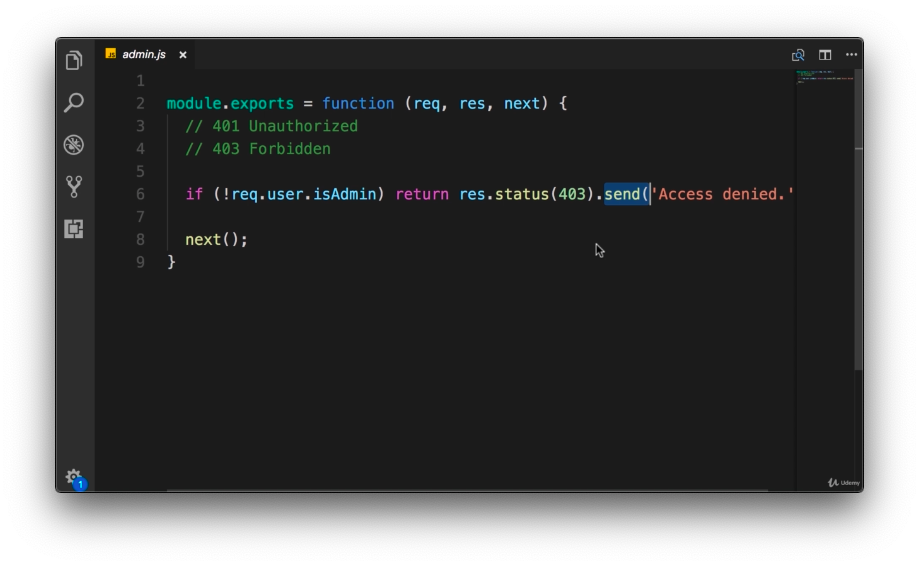 JS admin.js ×
1
2 module.exports = function (req, res, next) {
3 // 401 Unauthorized
4 // 403 Forbidden
5
6 if (!req.user.isAdmin) return res.status(403).send('Access denied.'
7
8 next();
9 }
1
Udemy